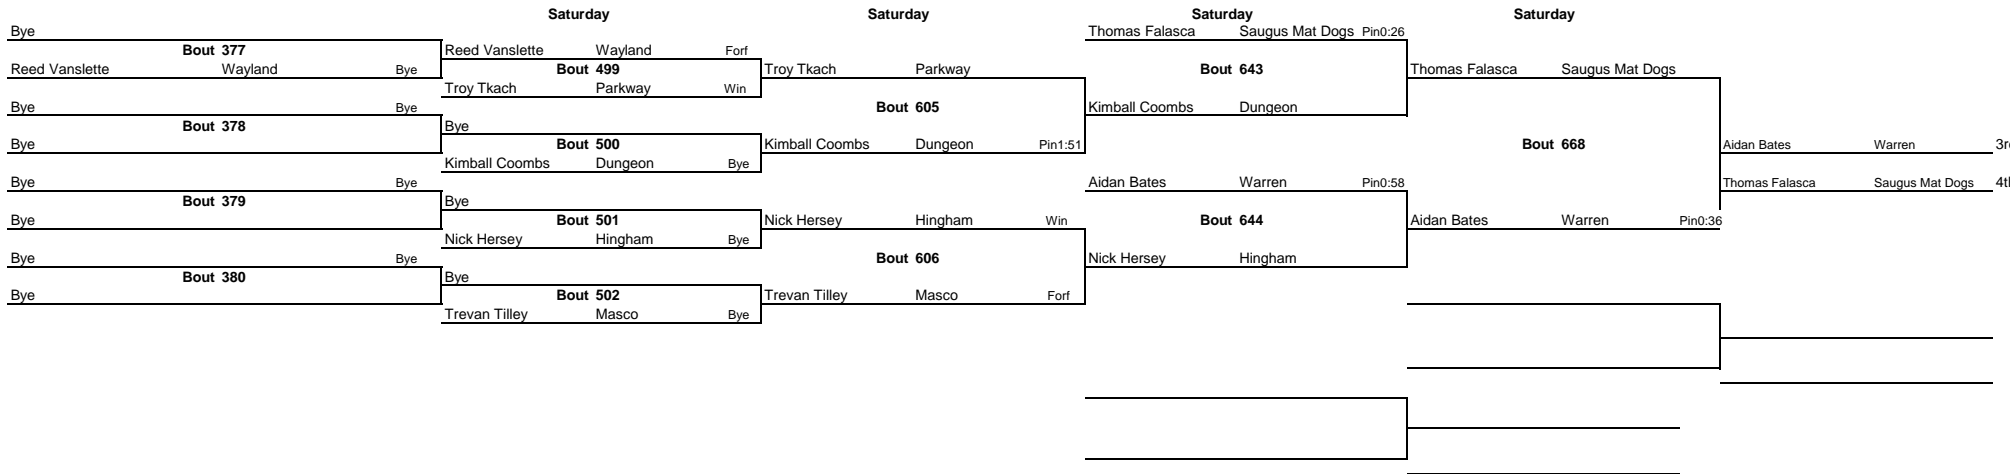 Saturday Saturday Saturday Saturday
Bye Thomas Falasca Saugus Mat Dogs Pin0:26
Bout 377 Reed Vanslette Wayland Forf
Reed Vanslette Wayland Bye Bout 499 Troy Tkach Parkway Bout 643 Thomas Falasca Saugus Mat Dogs
Troy Tkach Parkway Win
Bye Bye Bout 605 Kimball Coombs Dungeon
Bout 378 Bye
Bye Bout 500 Kimball Coombs Dungeon Pin1:51 Bout 668 Aidan Bates Warren
Kimball Coombs Dungeon Bye
Bye Bye Aidan Bates Warren Pin0:58 Thomas Falasca Saugus Mat Dogs
Bout 379 Bye
Bye Bout 501 Nick Hersey Hingham Win Bout 644 Aidan Bates Warren Pin0:36
Nick Hersey Hingham Bye
Bye Bye Bout 606 Nick Hersey Hingham
Bout 380 Bye
Bye Bout 502 Trevan Tilley Masco Forf
Trevan Tilley Masco Bye